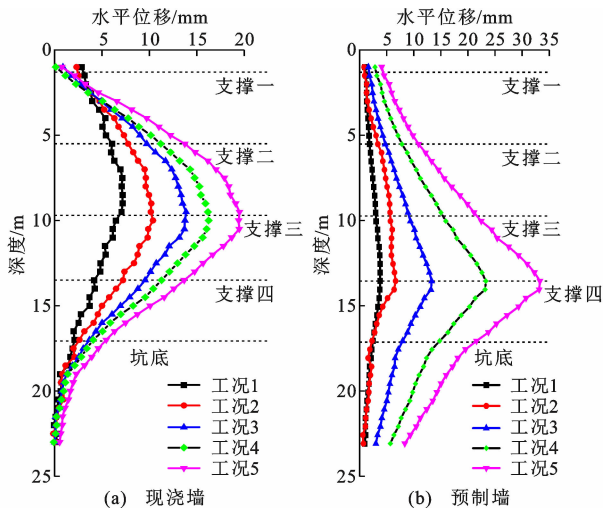 水平位移/mm
0 5 10 15 20
0
5
10
15
20
25
深度/m
支撑一
支撑二
支撑三
支撑四
坑底
工况1
工况2
工况3
工况4
工况5
(a) 现浇墙
水平位移/mm
0 5 10 15 20 25 30 35
0
5
10
15
20
25
深度/m
支撑一
支撑二
支撑三
支撑四
坑底
工况1
工况2
工况3
工况4
工况5
(b) 预制墙